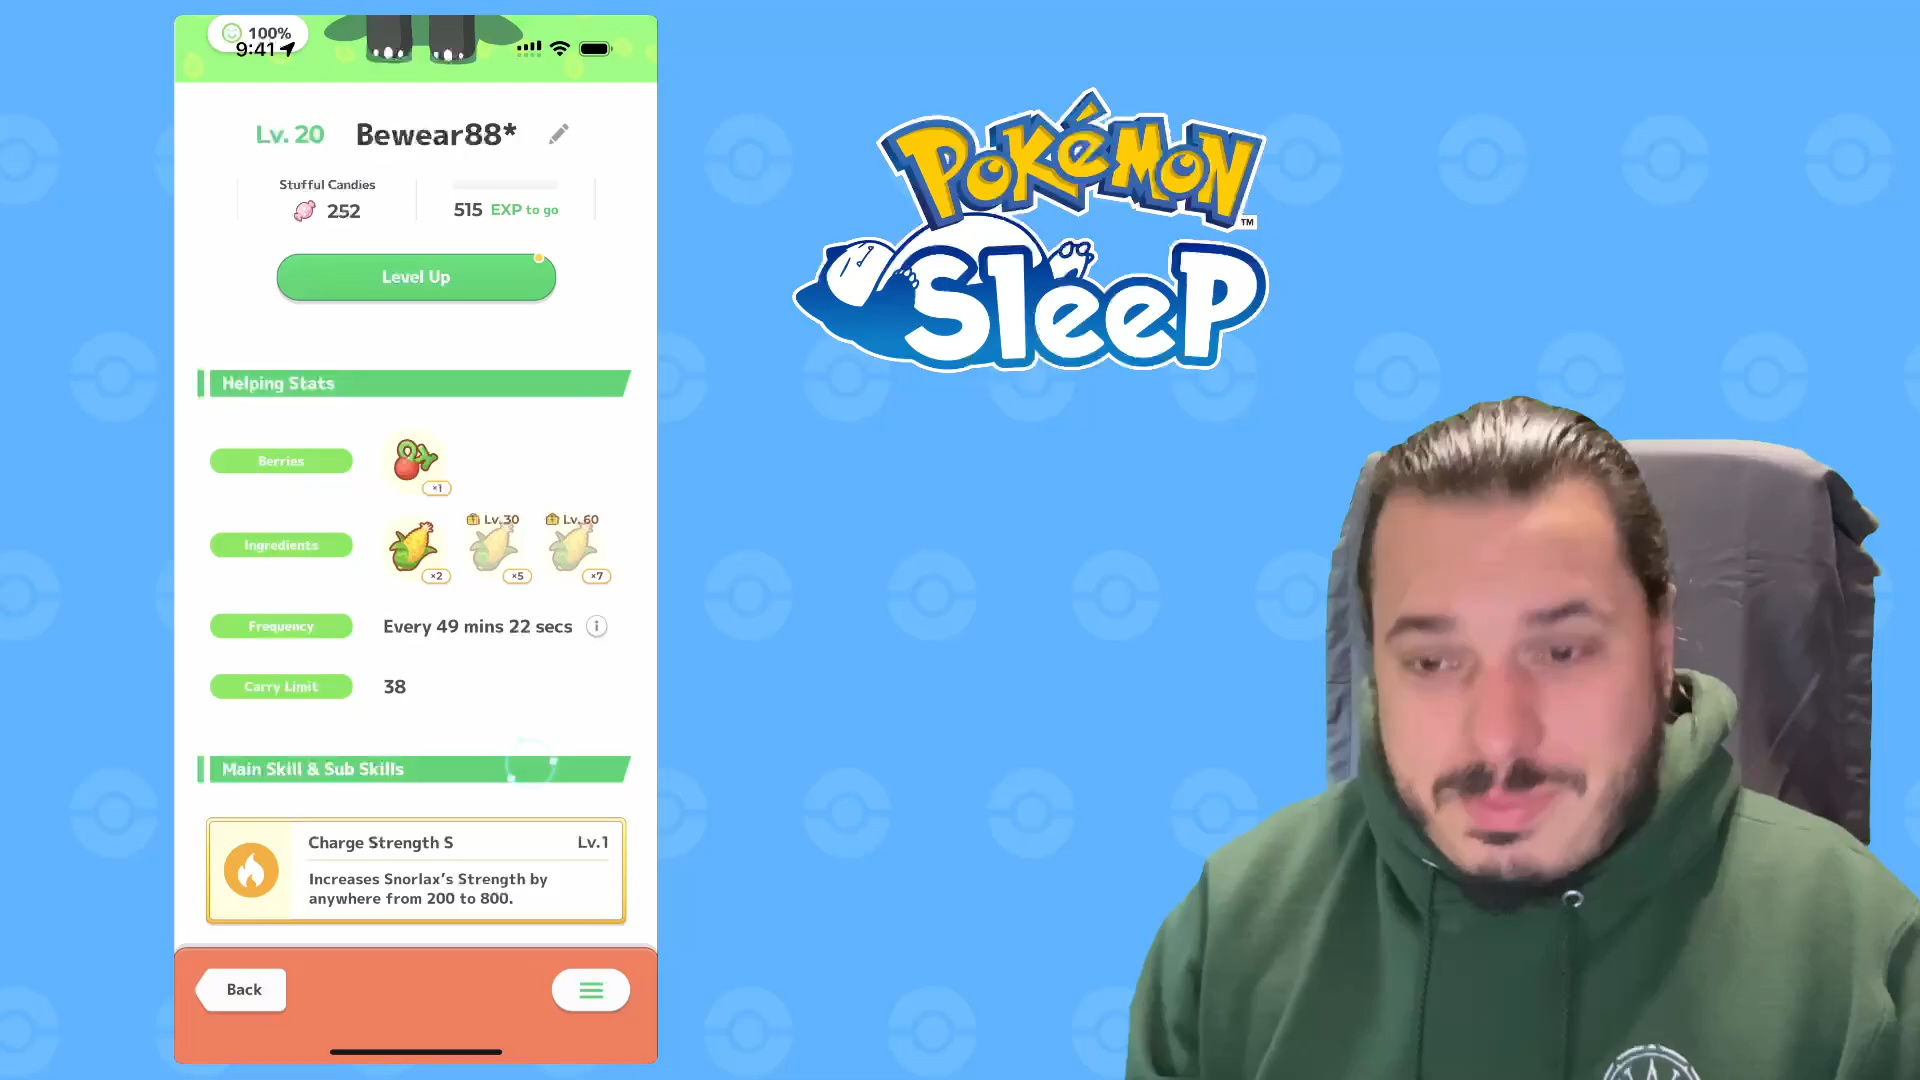 100%
9:41
Lv. 20 Bewear88*
Stufful Candies
252
515 EXP to go
Level Up
Helping Stats
Berries
×1
Ingredients
Lv.30
Lv.60
×2
×5
×7
Frequency
Every 49 mins 22 secs
Carry Limit
38
Main Skill & Sub Skills
Charge Strength S
Lv.1
Increases Snorlax's Strength by
anywhere from 200 to 800.
Back
POKéMON
TM
Sleep